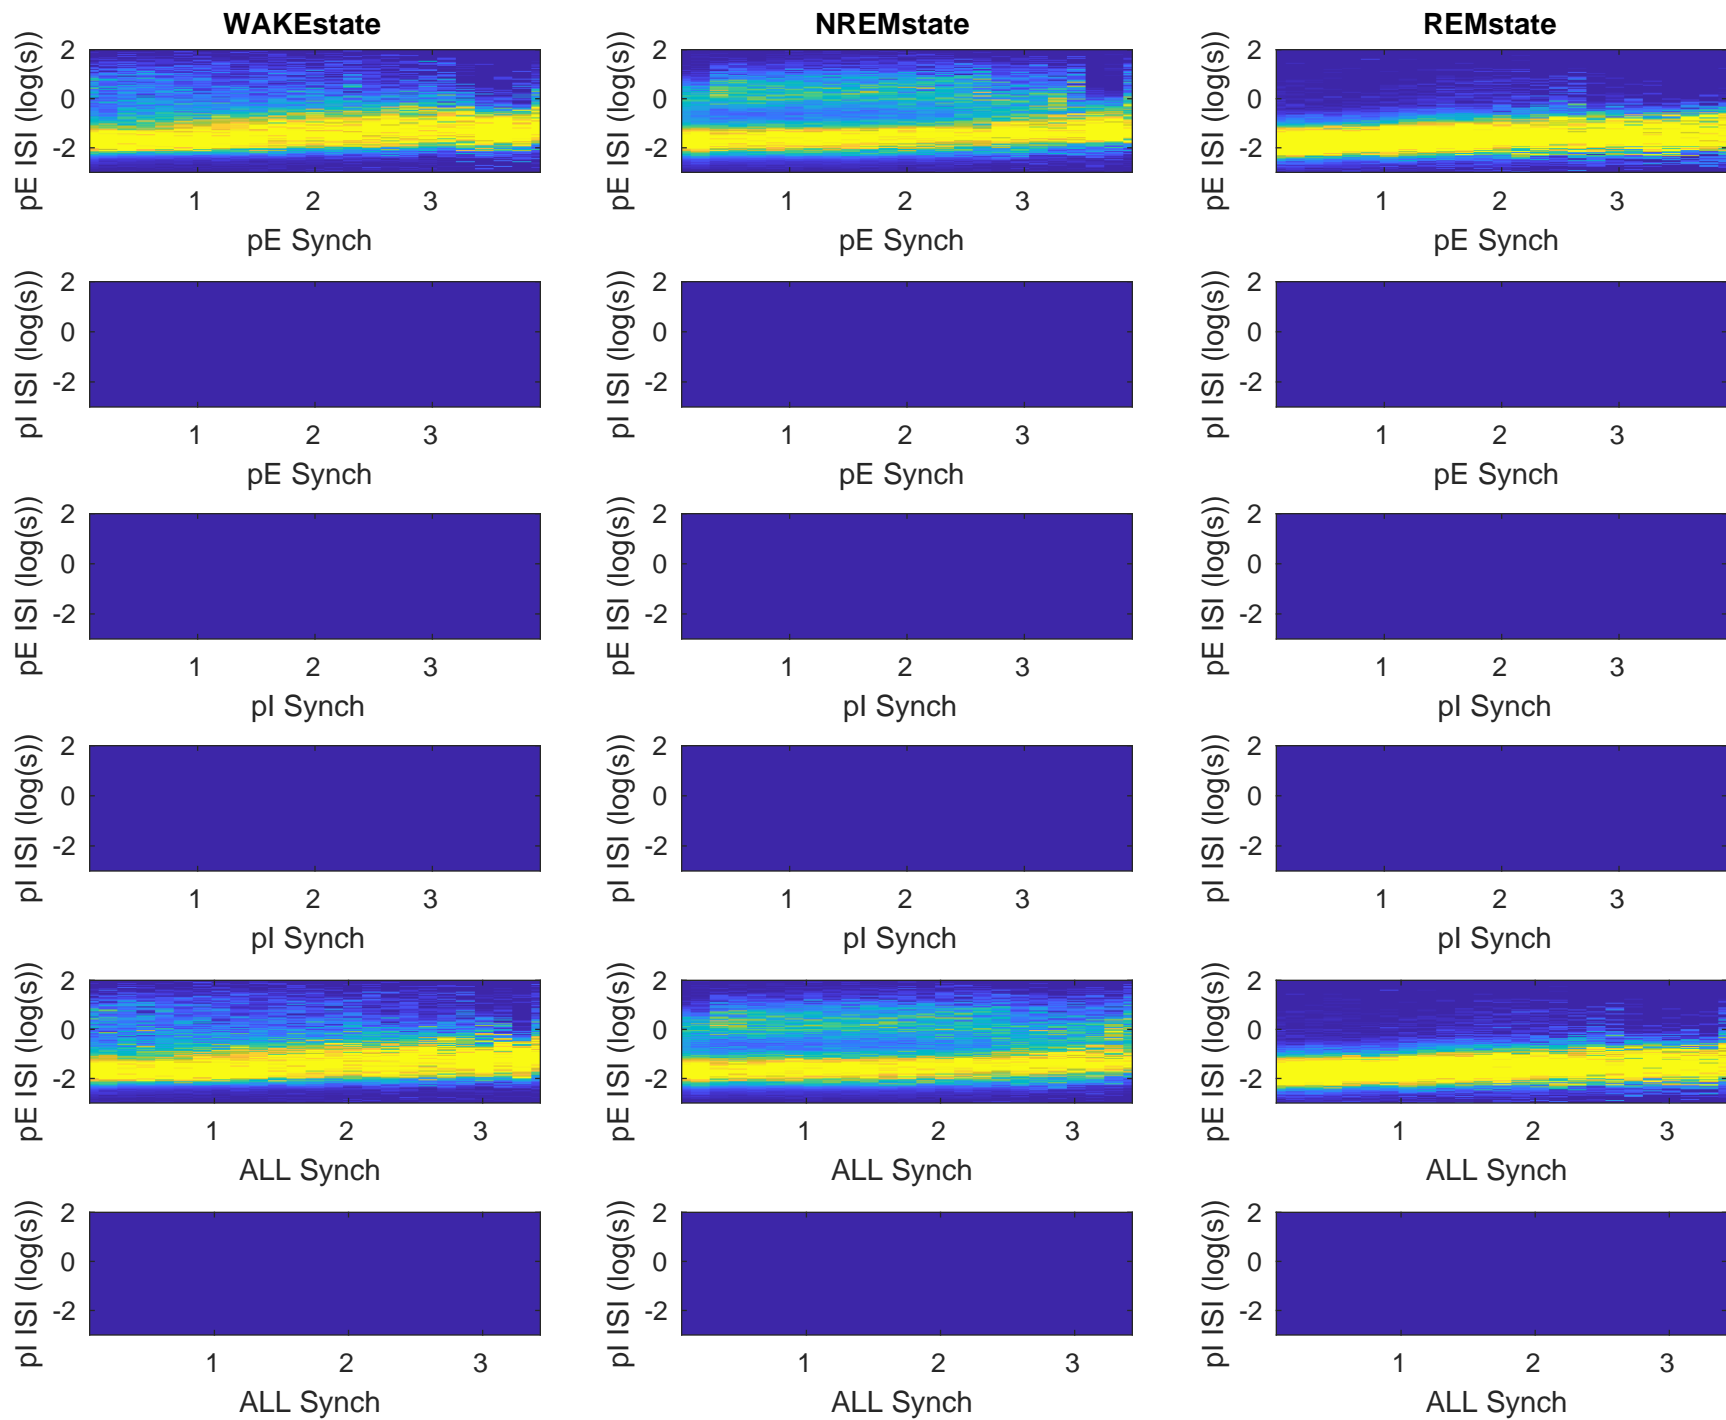 WAKEstate
NREMstate
REMstate
pE ISI (log(s))
2
0
-2
1 2 3
pE Synch
pE ISI (log(s))
2
0
-2
1 2 3
pE Synch
pE ISI (log(s))
2
0
-2
1 2 3
pE Synch
pI ISI (log(s))
2
0
-2
1 2 3
pE Synch
pI ISI (log(s))
2
0
-2
1 2 3
pE Synch
pI ISI (log(s))
2
0
-2
1 2 3
pE Synch
pE ISI (log(s))
2
0
-2
1 2 3
pI Synch
pE ISI (log(s))
2
0
-2
1 2 3
pI Synch
pE ISI (log(s))
2
0
-2
1 2 3
pI Synch
pI ISI (log(s))
2
0
-2
1 2 3
pI Synch
pI ISI (log(s))
2
0
-2
1 2 3
pI Synch
pI ISI (log(s))
2
0
-2
1 2 3
pI Synch
pE ISI (log(s))
2
0
-2
1 2 3
ALL Synch
pE ISI (log(s))
2
0
-2
1 2 3
ALL Synch
pE ISI (log(s))
2
0
-2
1 2 3
ALL Synch
pI ISI (log(s))
2
0
-2
1 2 3
ALL Synch
pI ISI (log(s))
2
0
-2
1 2 3
ALL Synch
pI ISI (log(s))
2
0
-2
1 2 3
ALL Synch